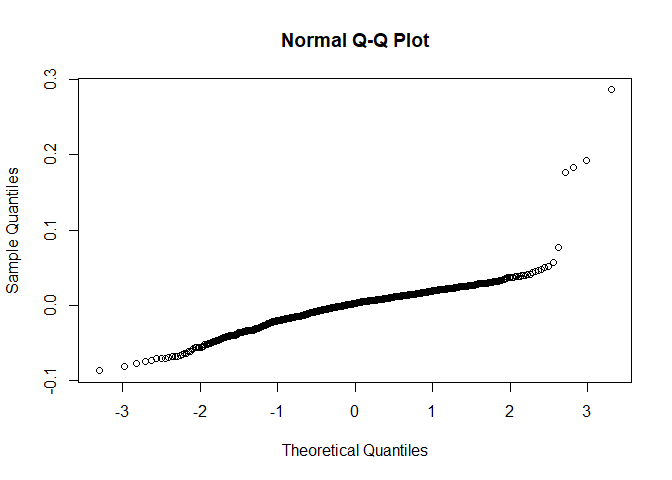 Normal Q-Q Plot
Sample Quantiles
0.3
0.2
0.1
0.0
-0.1
-3 -2 -1 0 1 2 3
Theoretical Quantiles